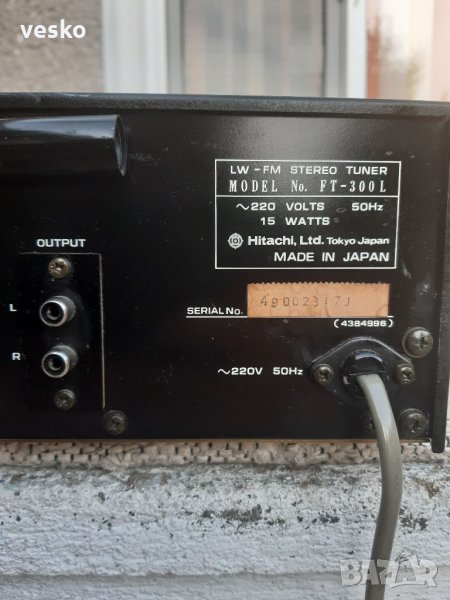 vesko
LW-FM STEREO TUNER
MODEL No. FT-300L
~220 VOLTS 50Hz
15 WATTS
Hitachi, Ltd. Tokyo Japan
MADE IN JAPAN
OUTPUT
L
R
SERIAL No.
(4384996)
~220V 50Hz
BAZAR